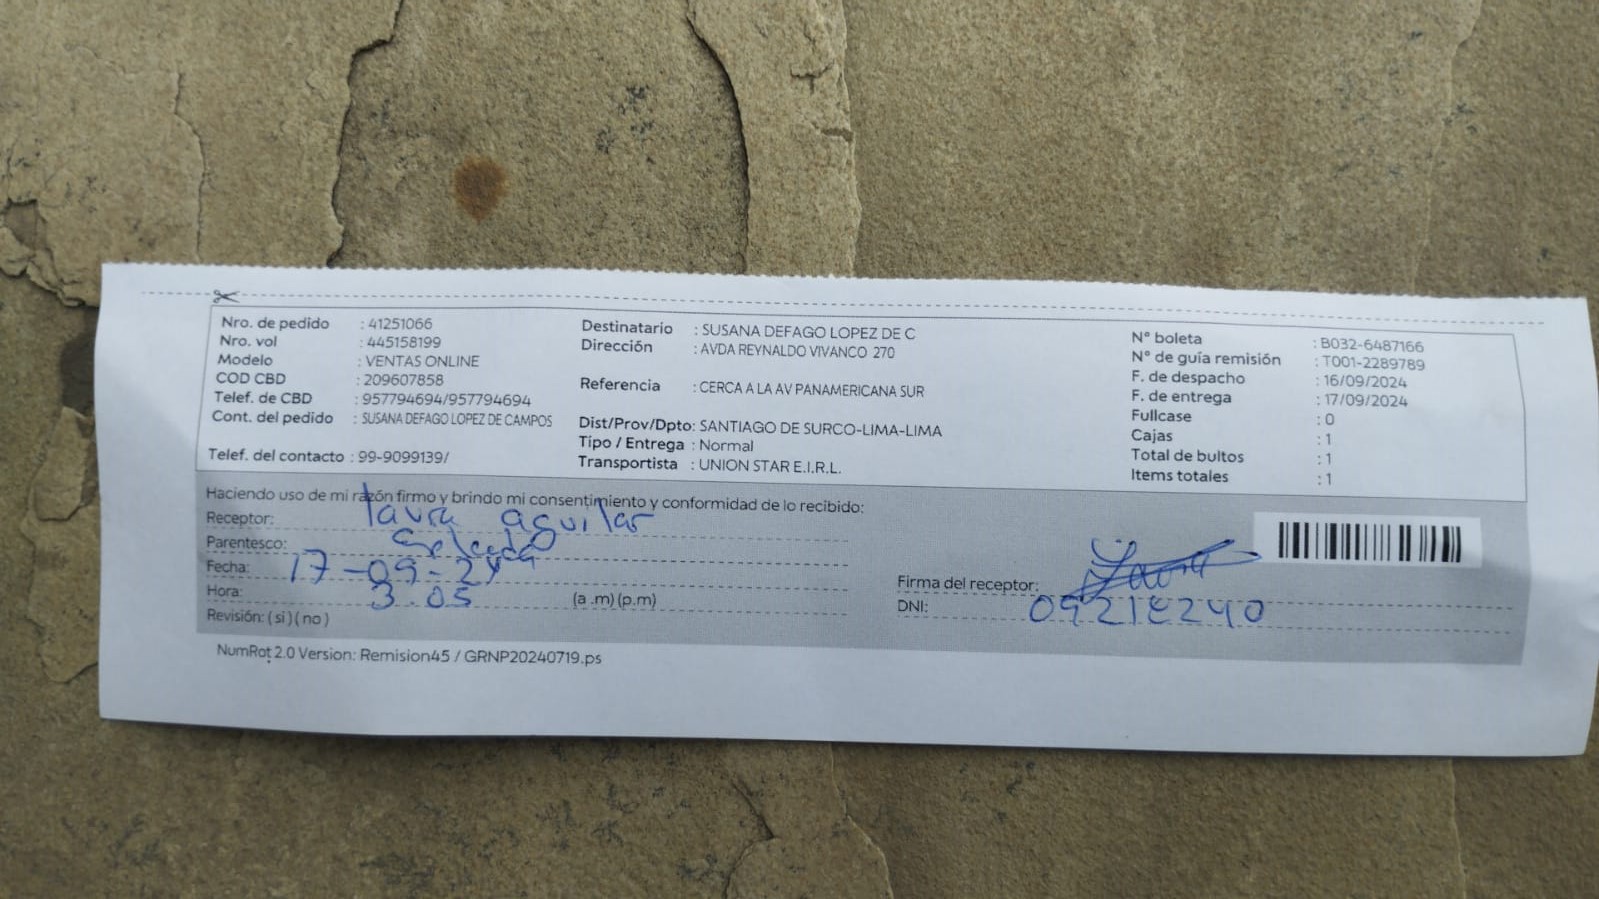 Nro. de pedido : 41251066
Nro. vol : 445158199
Modelo : VENTAS ONLINE
COD CBD : 209607858
Telef. de CBD : 957794694/957794694
Cont. del pedido : SUSANA DEFAGO LOPEZ DE CAMPOS
Telef. del contacto : 99-9099139/
Destinatario : SUSANA DEFAGO LOPEZ DE C
Dirección : AVDA REYNALDO VIVANCO 270
Referencia : CERCA A LA AV PANAMERICANA SUR
Dist/Prov/Dpto: SANTIAGO DE SURCO-LIMA-LIMA
Tipo / Entrega : Normal
Transportista : UNION STAR E.I.R.L.
N° boleta : B032-6487166
N° de guía remisión : T001-2289789
F. de despacho : 16/09/2024
F. de entrega : 17/09/2024
Fullcase : 0
Cajas : 1
Total de bultos : 1
Items totales : 1
Haciendo uso de mi razón firmo y brindo mi consentimiento y conformidad de lo recibido:
Receptor: laura aguilar
Parentesco:
Fecha: 17-09-24
Hora: 3.05 (a .m) (p.m)
Revisión: ( si ) ( no )
Firma del receptor:
DNI:
NumRot 2.0 Version: Remision45 / GRNP20240719.ps